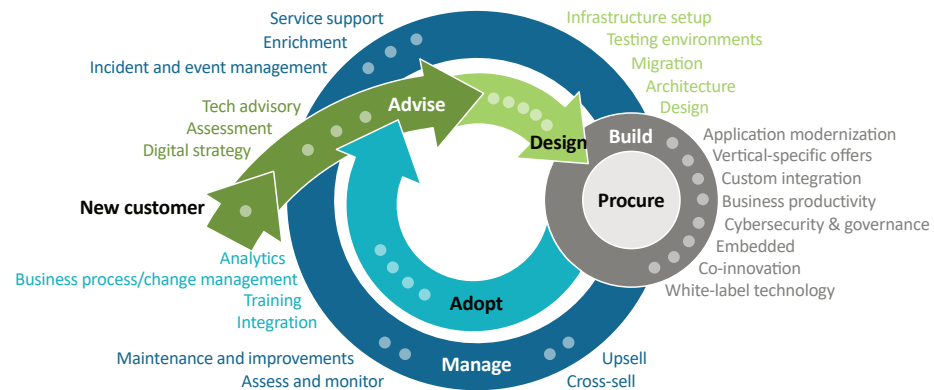 Service support
Enrichment
Incident and event management
Infrastructure setup
Testing environments
Migration
Architecture
Design
Tech advisory
Assessment
Digital strategy
Advise
Design
Build
Procure
Application modernization
Vertical-specific offers
Custom integration
Business productivity
Cybersecurity & governance
Embedded
Co-innovation
White-label technology
New customer
Analytics
Business process/change management
Training
Integration
Adopt
Maintenance and improvements
Assess and monitor
Manage
Upsell
Cross-sell